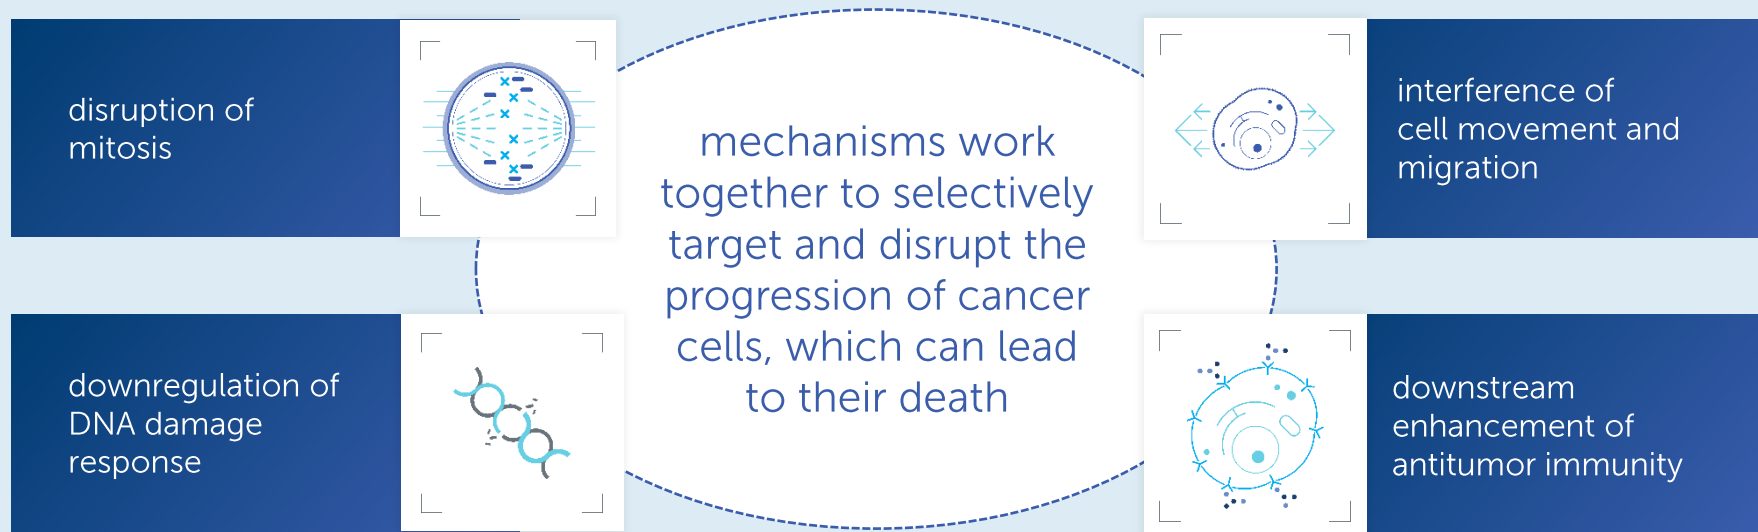 disruption of
mitosis
mechanisms work
together to selectively
target and disrupt the
progression of cancer
cells, which can lead
to their death
interference of
cell movement and
migration
downregulation of
DNA damage
response
downstream
enhancement of
antitumor immunity